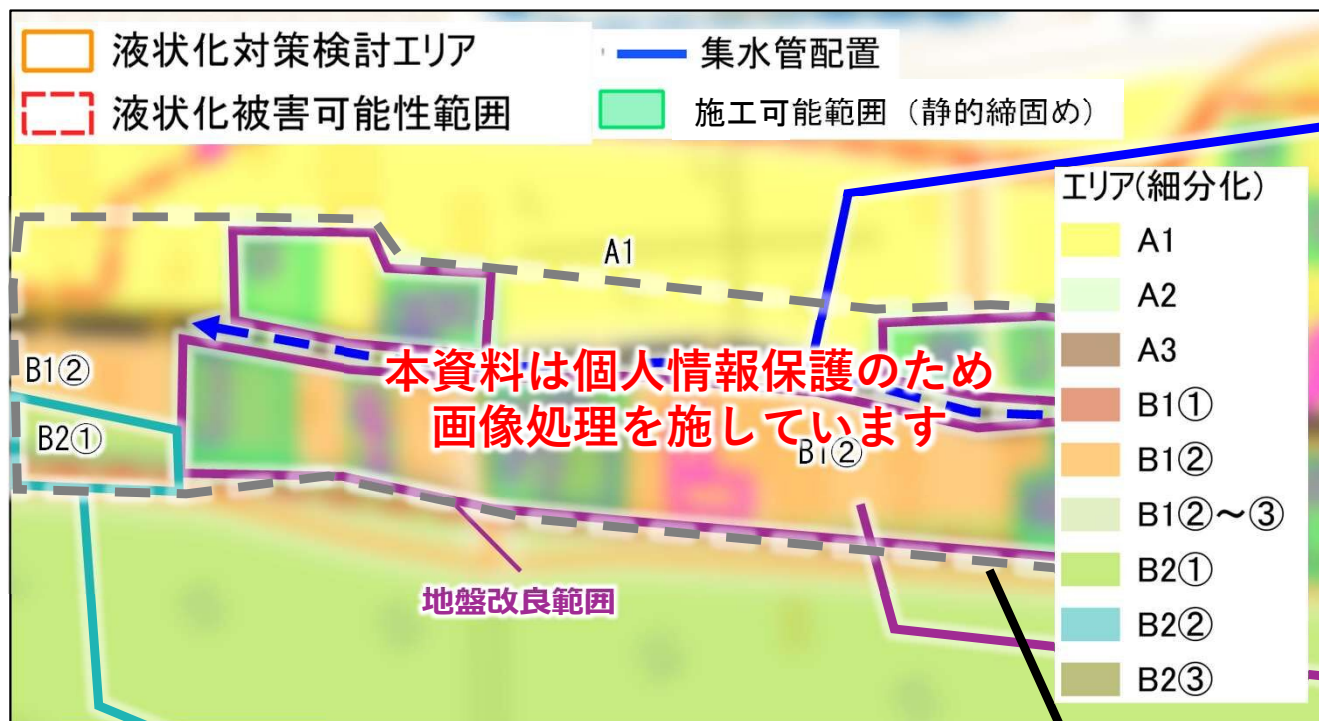 液状化対策検討エリア
集水管配置
液状化被害可能性範囲
施工可能範囲（静的締固め）
エリア(細分化)
A1
A2
A3
B1①
B1②
B1②～③
B2①
B2②
B2③
A1
B1②
B2①
本資料は個人情報保護のため
画像処理を施しています
B1②
地盤改良範囲